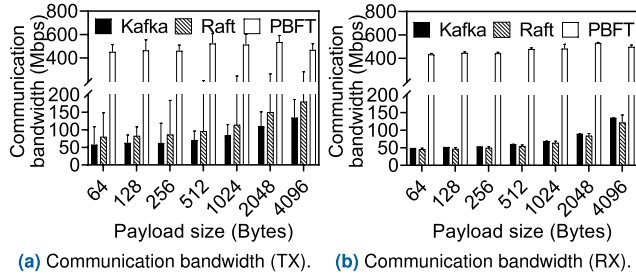 Kafka Raft PBFT
Communication bandwidth (Mbps)
800
600
400
200
150
100
50
0
64 128 256 512 1024 2048 4096
Payload size (Bytes)
(a) Communication bandwidth (TX).
Kafka Raft PBFT
Communication bandwidth (Mbps)
800
600
400
200
150
100
50
0
64 128 256 512 1024 2048 4096
Payload size (Bytes)
(b) Communication bandwidth (RX).